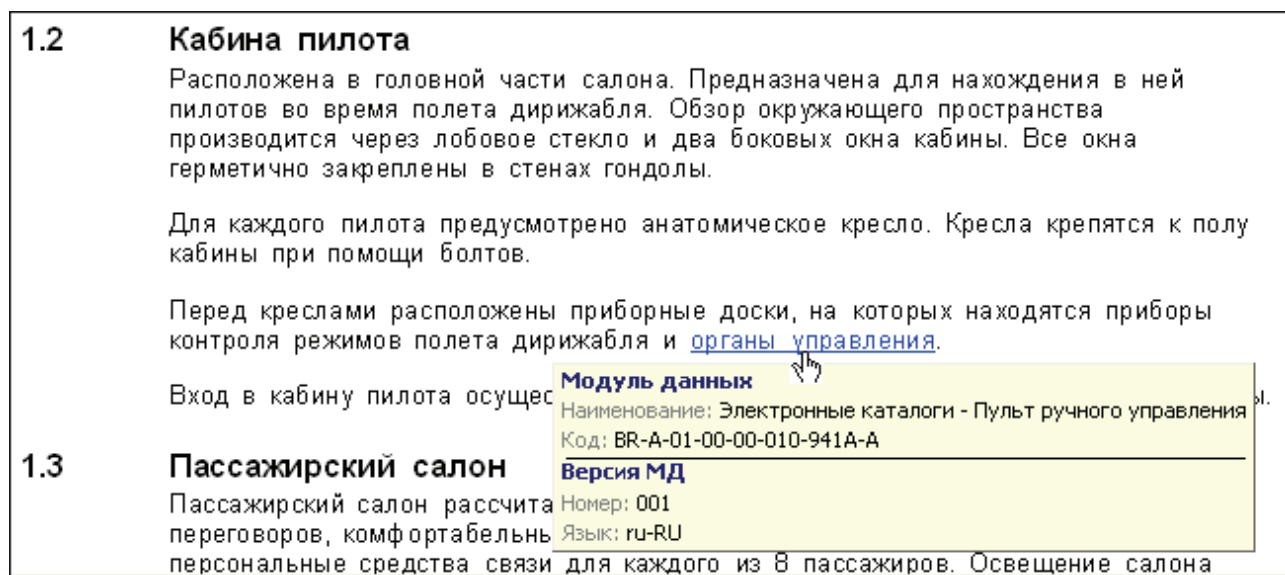 1.2 Кабина пилота
Расположена в головной части салона. Предназначена для нахождения в ней
пилотов во время полета дирижабля. Обзор окружающего пространства
производится через лобовое стекло и два боковых окна кабины. Все окна
герметично закреплены в стенах гондолы.
Для каждого пилота предусмотрено анатомическое кресло. Кресла крепятся к полу
кабины при помощи болтов.
Перед креслами расположены приборные доски, на которых находятся приборы
контроля режимов полета дирижабля и органы управления.
Вход в кабину пилота
Модуль данных
Наименование: Электронные каталоги - Пульт ручного управления
Код: BR-A-01-00-00-010-941A-A
Версия МД
Номер: 001
Язык: ru-RU
1.3 Пассажирский салон
Пассажирский салон
переговоров,
персональные средства связи для каждого из 8 пассажиров. Освещение салона